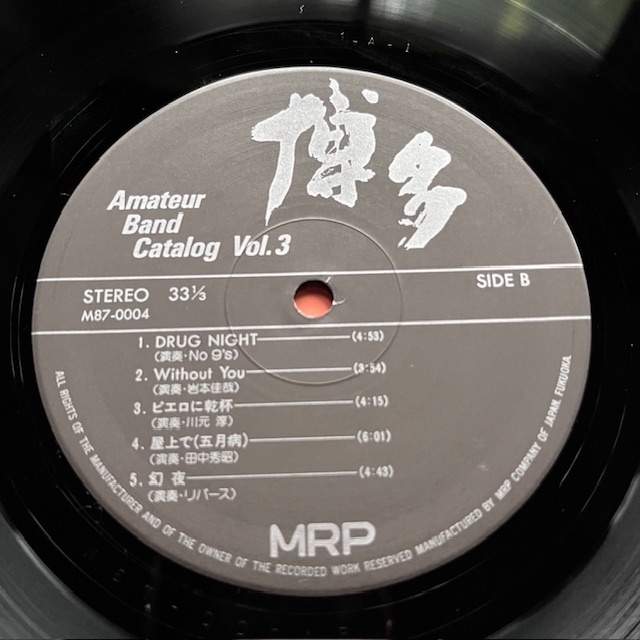 博多
Amateur
Band
Catalog Vol.3
STEREO 33⅓
SIDE B
M87-0004
1. DRUG NIGHT (4:53)
(演奏・No 9's)
2. Without You (3:54)
(演奏・岩本佳哉)
3. ピエロに乾杯 (4:15)
(演奏・川元 淳)
4. 屋上で(五月病) (6:01)
(演奏・田中秀昭)
5. 幻夜 (4:43)
(演奏・リバース)
MRP
ALL RIGHTS OF THE MANUFACTURER AND OF THE OWNER OF THE RECORDED WORK RESERVED MANUFACTURED BY MRP COMPANY OF JAPAN FUKUOKA.